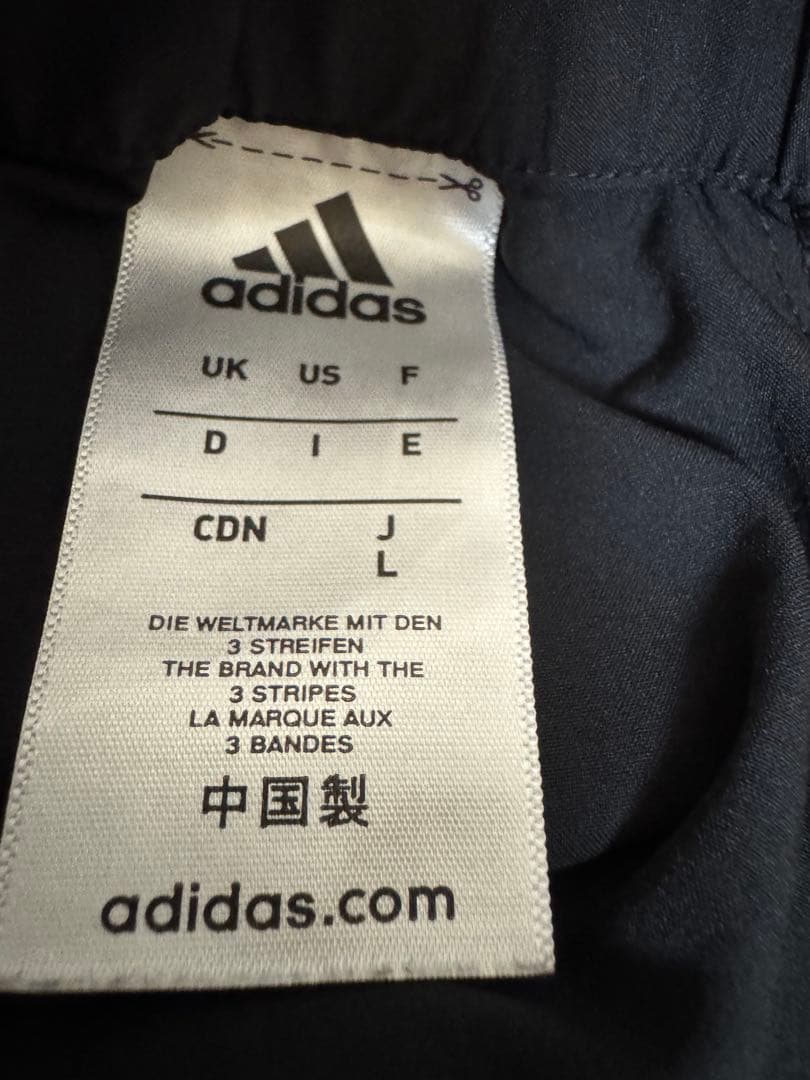 adidas
UK US F
D I E
CDN J
L
DIE WELTMARKE MIT DEN
3 STREIFEN
THE BRAND WITH THE
3 STRIPES
LA MARQUE AUX
3 BANDES
中国製
adidas.com